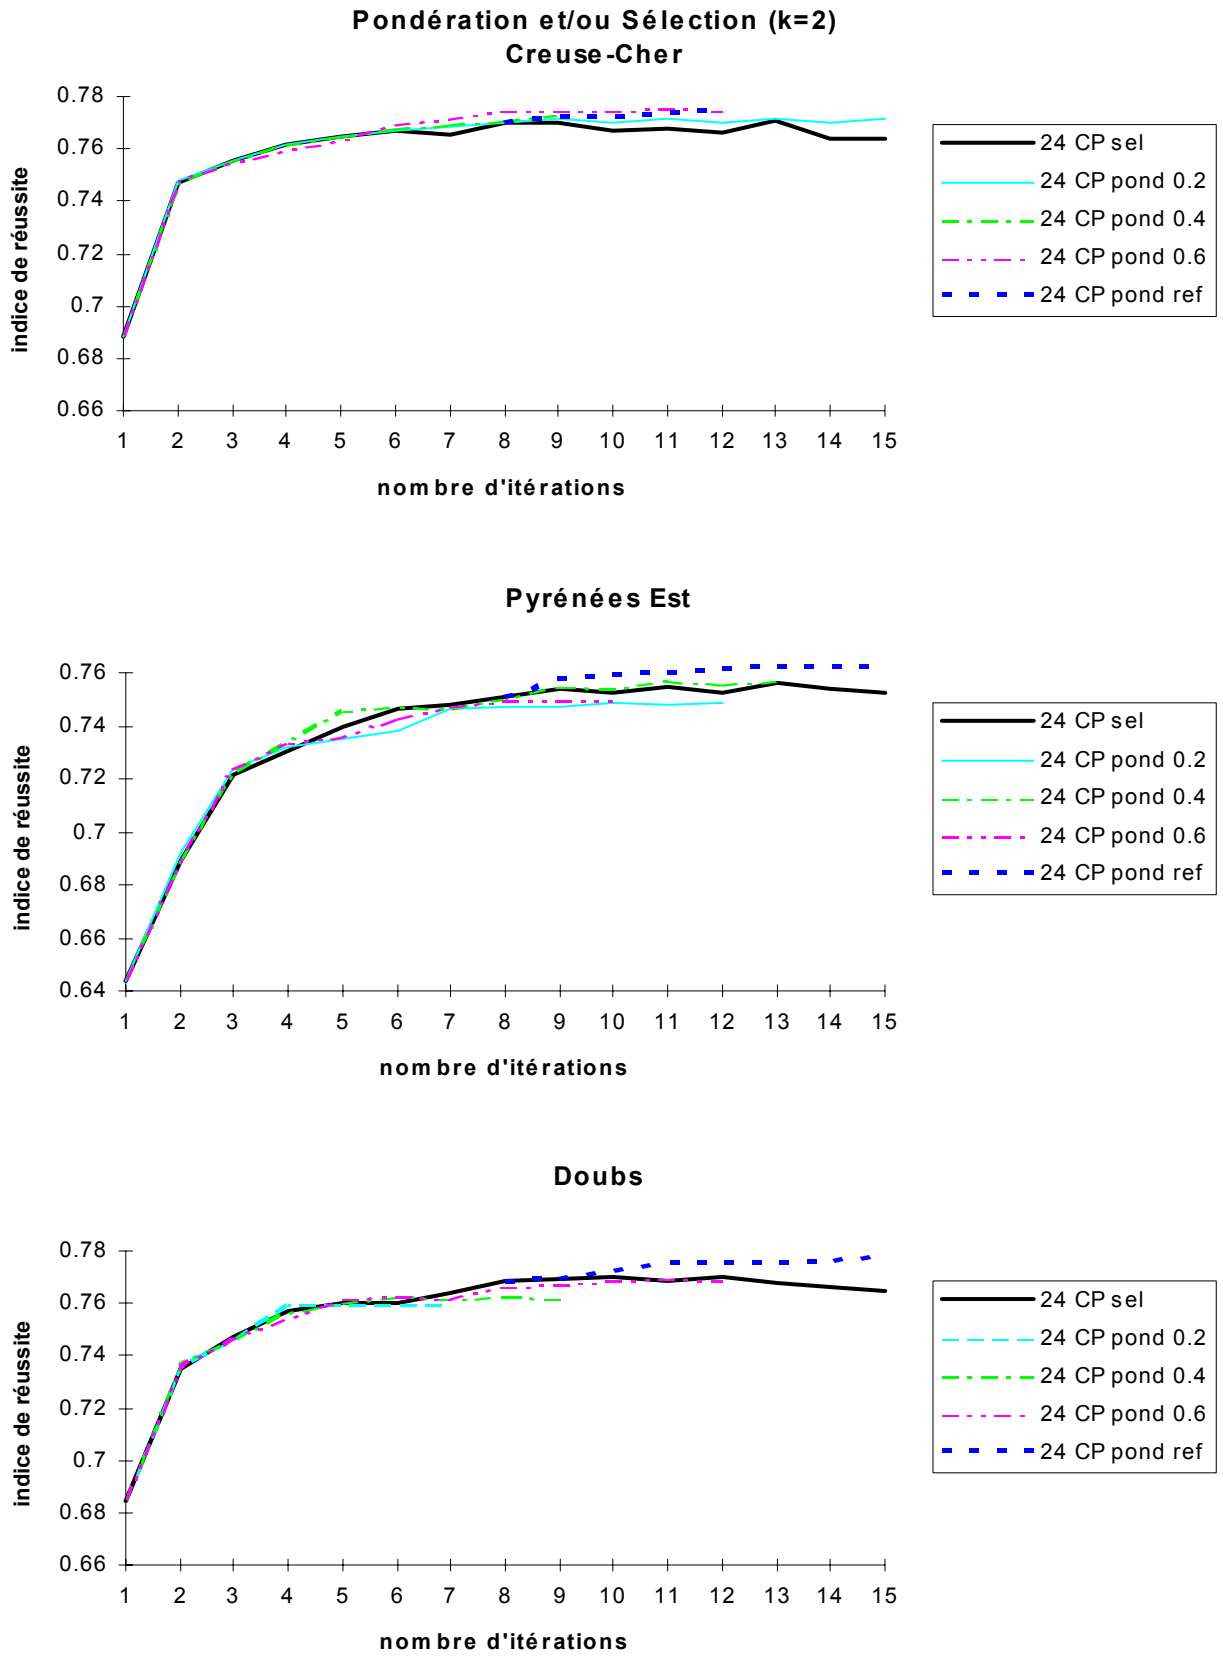 Pondération et/ou Sélection (k=2)
Creuse-Cher
indice de réussite
0.78
0.76
0.74
0.72
0.7
0.68
0.66
1 2 3 4 5 6 7 8 9 10 11 12 13 14 15
nombre d'itérations
24 CP sel
24 CP pond 0.2
24 CP pond 0.4
24 CP pond 0.6
24 CP pond ref
Pyrénées Est
indice de réussite
0.76
0.74
0.72
0.7
0.68
0.66
0.64
1 2 3 4 5 6 7 8 9 10 11 12 13 14 15
nombre d'itérations
24 CP sel
24 CP pond 0.2
24 CP pond 0.4
24 CP pond 0.6
24 CP pond ref
Doubs
indice de réussite
0.78
0.76
0.74
0.72
0.7
0.68
0.66
1 2 3 4 5 6 7 8 9 10 11 12 13 14 15
nombre d'itérations
24 CP sel
24 CP pond 0.2
24 CP pond 0.4
24 CP pond 0.6
24 CP pond ref